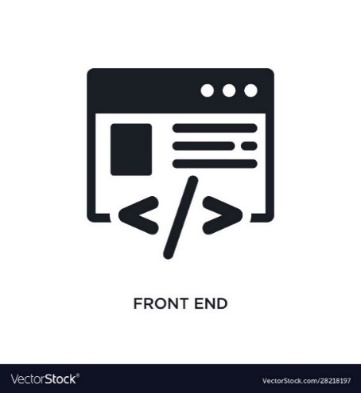 </>
FRONT END
VectorStock®
VectorStock.com/28218197